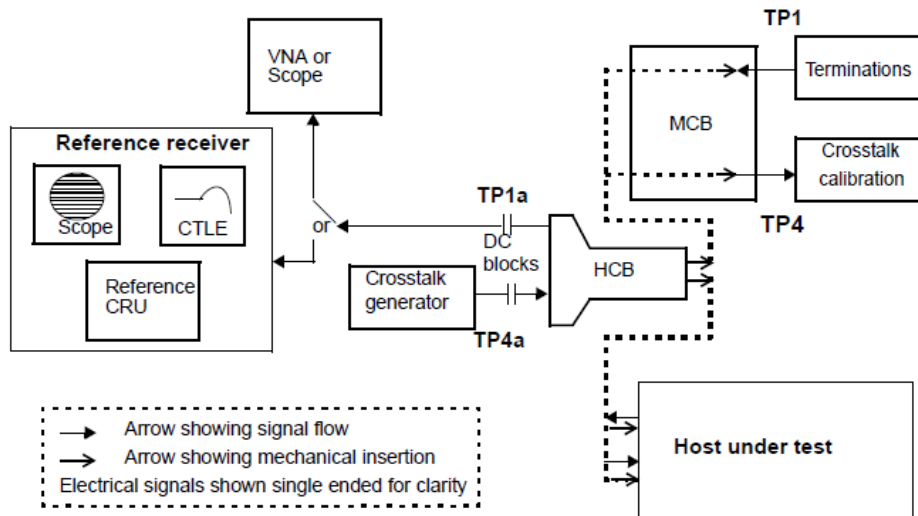 TP1
VNA or
Scope
Terminations
MCB
Reference receiver
Scope
CTLE
Crosstalk
calibration
TP1a
TP4
or
DC
blocks
HCB
Reference
CRU
Crosstalk
generator
TP4a
Arrow showing signal flow
Arrow showing mechanical insertion
Electrical signals shown single ended for clarity
Host under test